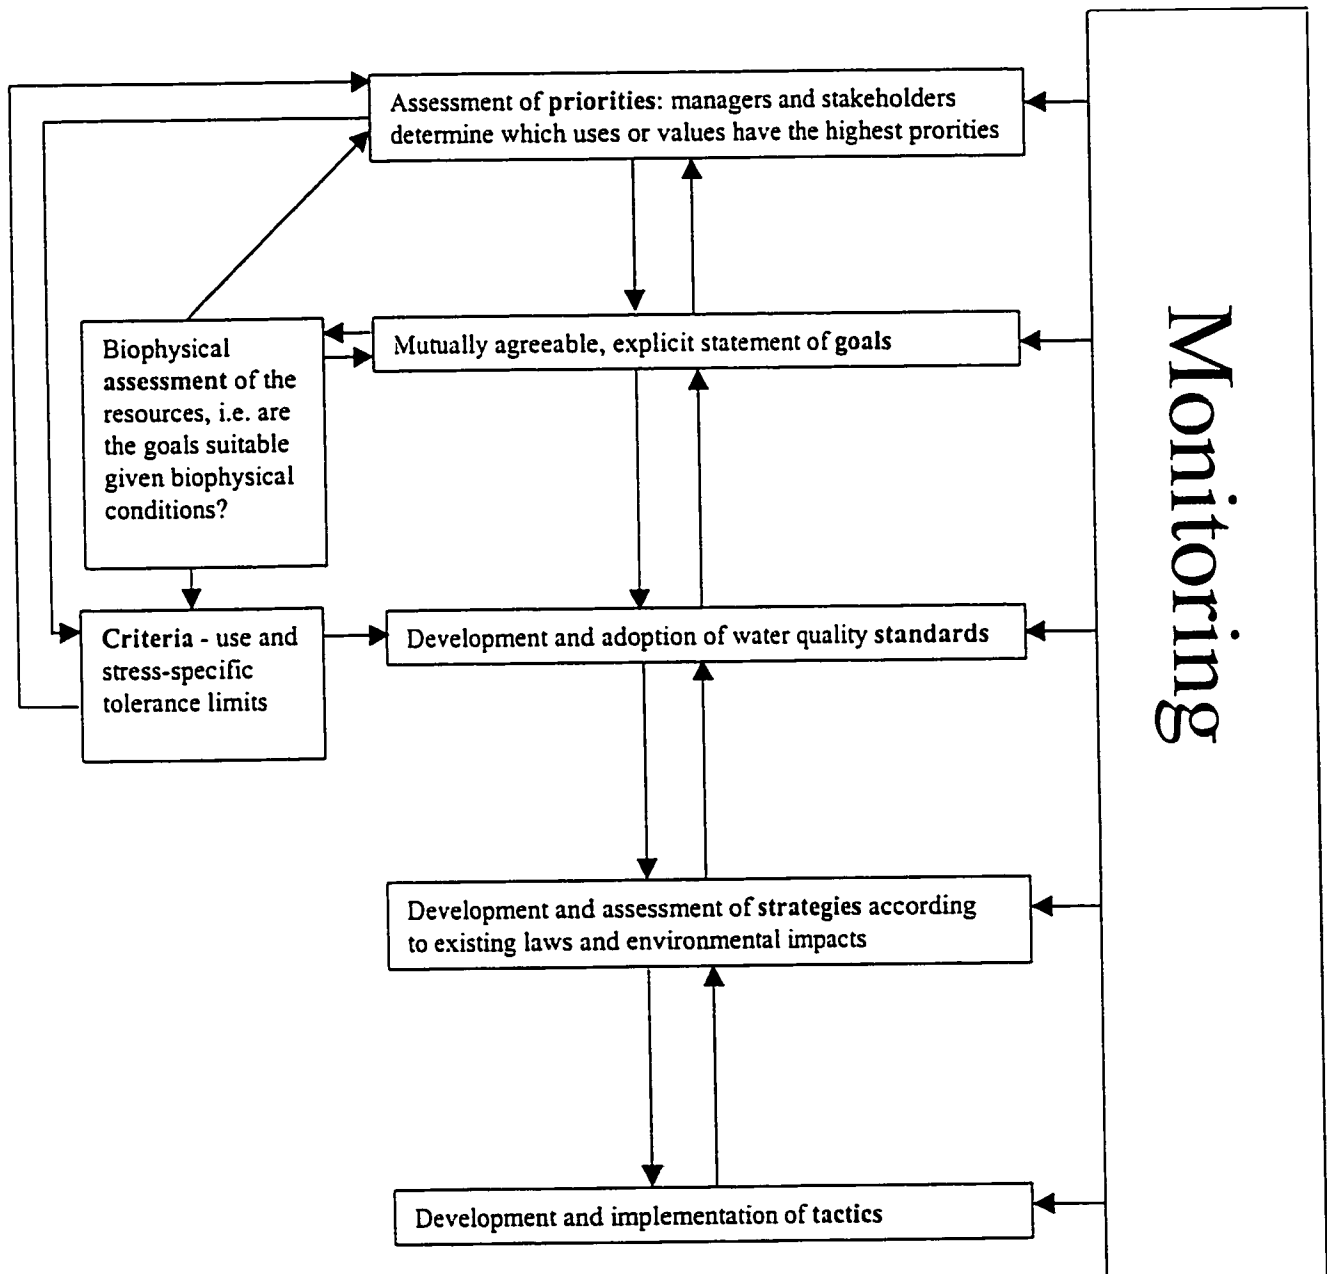 Assessment of priorities: managers and stakeholders
determine which uses or values have the highest prorities
Mutually agreeable, explicit statement of goals
Biophysical
assessment of the
resources, i.e. are
the goals suitable
given biophysical
conditions?
Criteria - use and
stress-specific
tolerance limits
Development and adoption of water quality standards
Development and assessment of strategies according
to existing laws and environmental impacts
Development and implementation of tactics
Monitoring